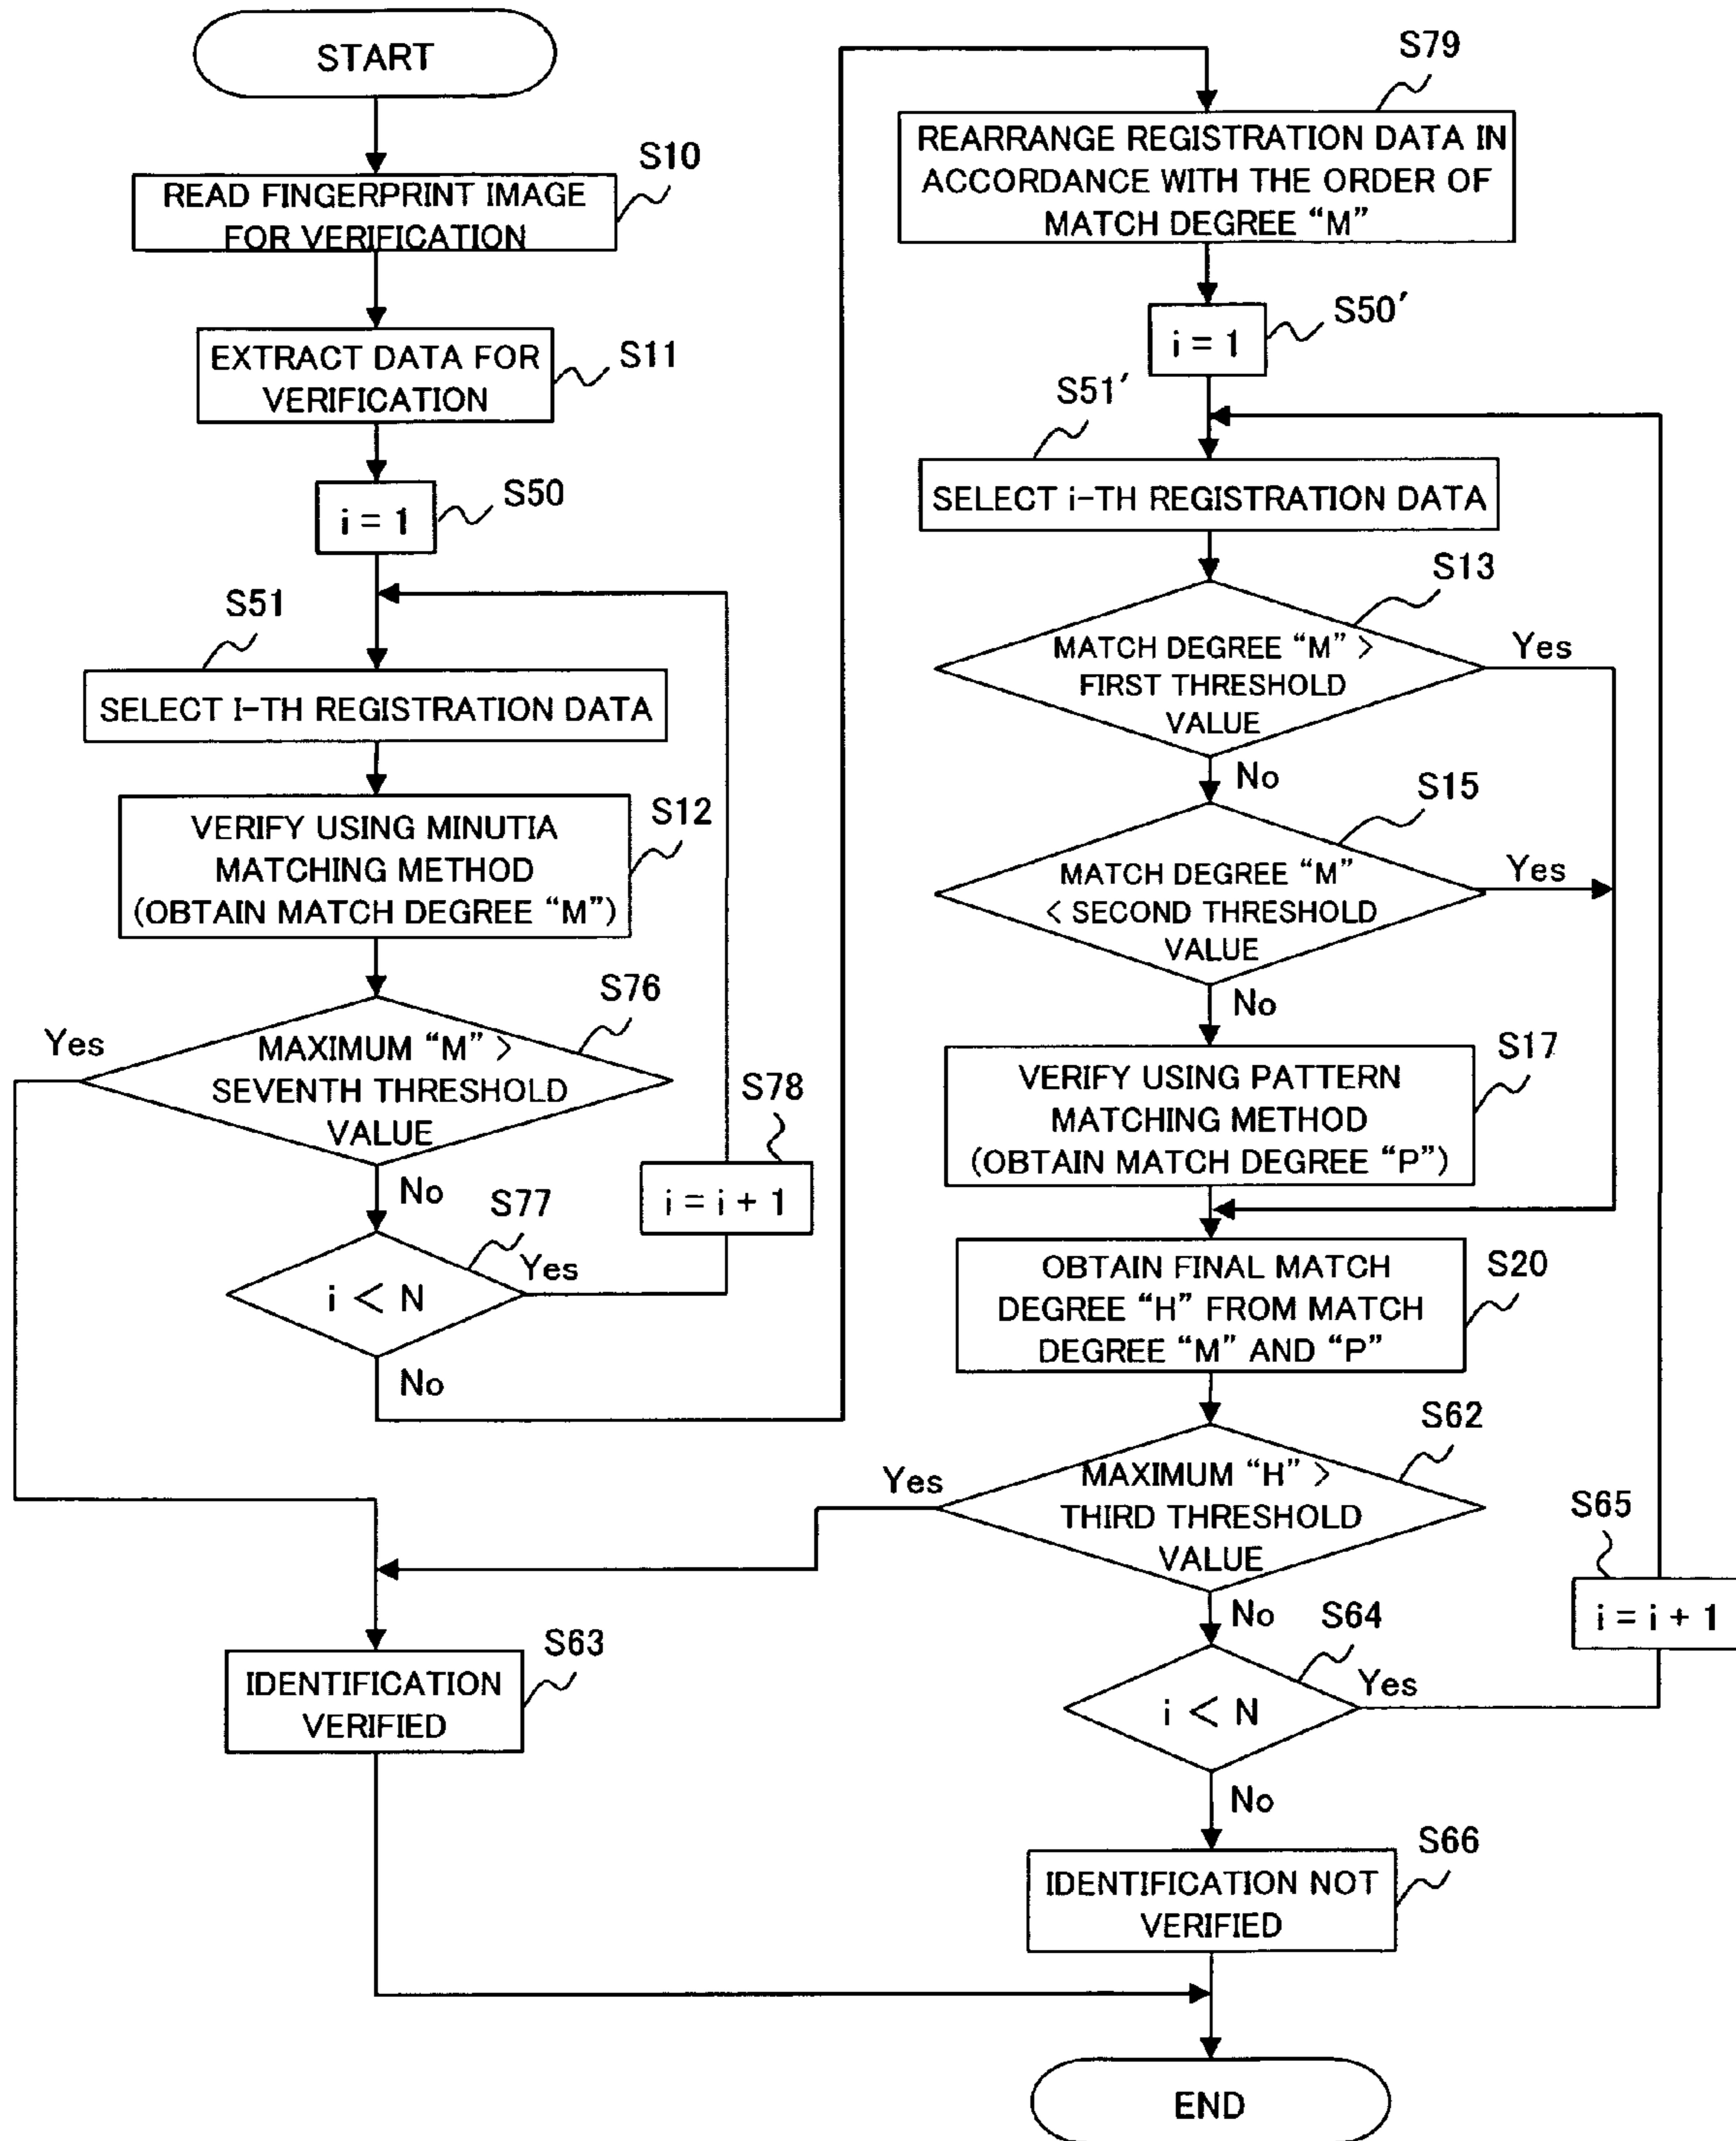 START
S10
READ FINGERPRINT IMAGE
FOR VERIFICATION
S11
EXTRACT DATA FOR
VERIFICATION
S50
i = 1
S51
SELECT I-TH REGISTRATION DATA
S12
VERIFY USING MINUTIA
MATCHING METHOD
(OBTAIN MATCH DEGREE “M”)
S76
Yes
MAXIMUM “M” >
SEVENTH THRESHOLD
VALUE
No
S78
i = i + 1
S77
Yes
i < N
No
S63
IDENTIFICATION
VERIFIED
S79
REARRANGE REGISTRATION DATA IN
ACCORDANCE WITH THE ORDER OF
MATCH DEGREE “M”
S50′
i = 1
S51′
SELECT i-TH REGISTRATION DATA
S13
MATCH DEGREE “M” >
FIRST THRESHOLD
VALUE
Yes
No
S15
MATCH DEGREE “M”
< SECOND THRESHOLD
VALUE
Yes
No
S17
VERIFY USING PATTERN
MATCHING METHOD
(OBTAIN MATCH DEGREE “P”)
S20
OBTAIN FINAL MATCH
DEGREE “H” FROM MATCH
DEGREE “M” AND “P”
S62
Yes
MAXIMUM “H” >
THIRD THRESHOLD
VALUE
No
S65
i = i + 1
S64
Yes
i < N
No
S66
IDENTIFICATION NOT
VERIFIED
END